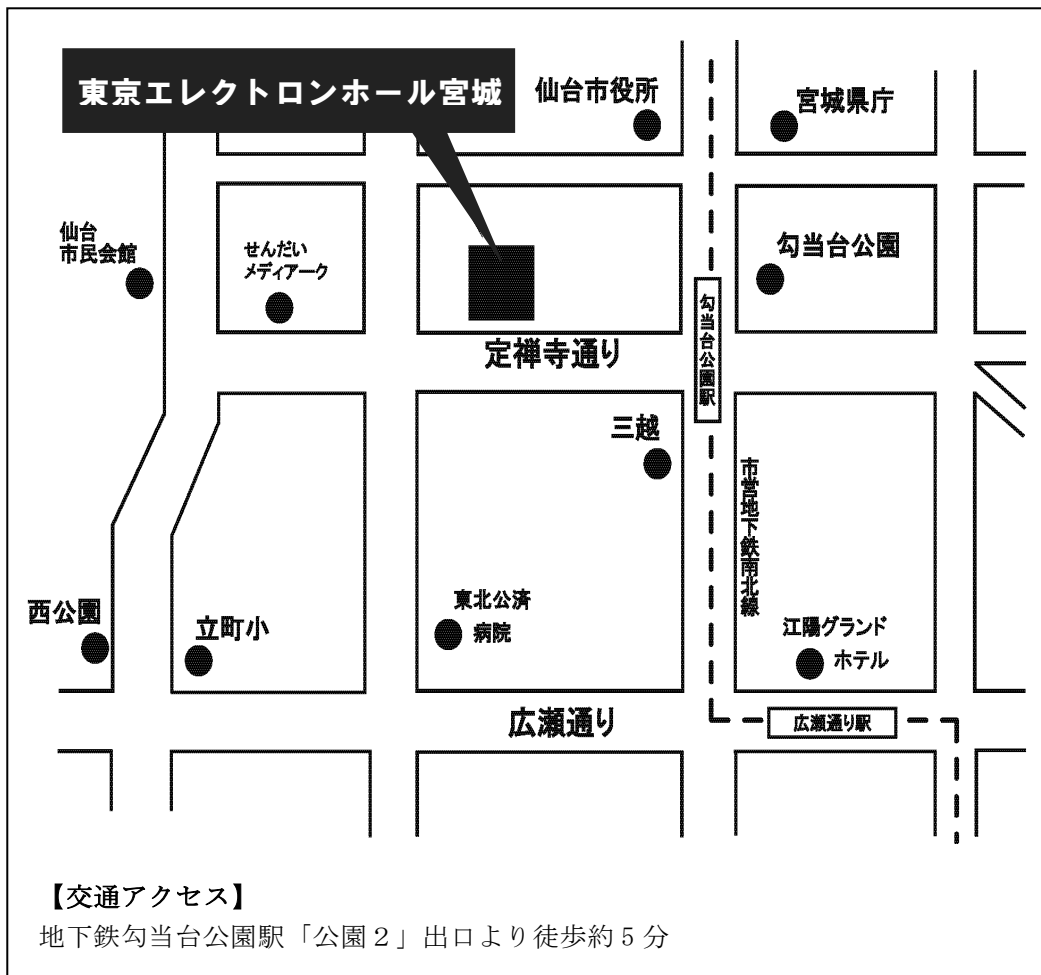 東京エレクトロンホール宮城
仙台市役所
宮城県庁
仙台
市民会館
せんだい
メディアーク
勾当台公園
勾当台公園駅
定禅寺通り
三越
市営地下鉄南北線
西公園
立町小
東北公済
病院
江陽グランド
ホテル
広瀬通り
広瀬通り駅
【交通アクセス】
地下鉄勾当台公園駅「公園２」出口より徒歩約５分